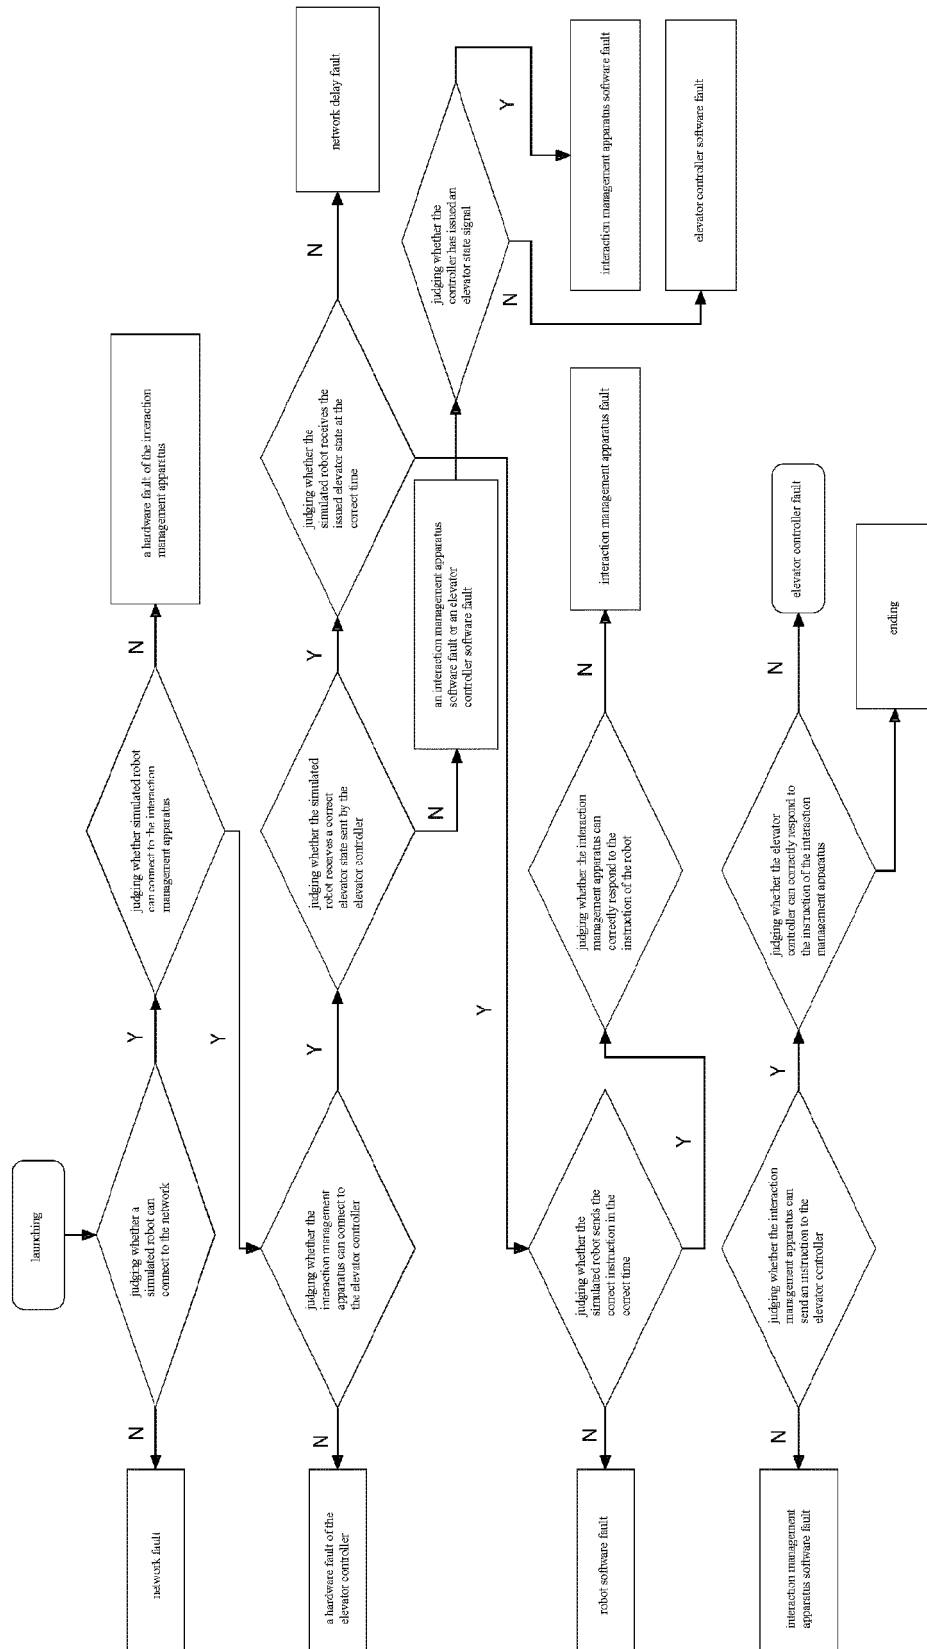 launching
network fault
N
judging whether a
simulated robot can
connect to the network
Y
judging whether simulated robot
can connect to the interaction
management apparatus
N
a hardware fault of the interaction
management apparatus
Y
a hardware fault of the
elevator controller
N
judging whether the
interaction management
apparatus can connect to
the elevator controller
Y
judging whether the simulated
robot receives a correct
elevator state sent by the
elevator controller
Y
judging whether the
simulated robot receives the
issued elevator state at the
correct time
N
network delay fault
N
an interaction management apparatus
software fault or an elevator
controller software fault
judging whether the
controller has issued an
elevator state signal
Y
interaction management apparatus software fault
N
elevator controller software fault
Y
robot software fault
N
judging whether the
simulated robot sends the
correct instruction in the
correct time
Y
judging whether the interaction
management apparatus can
correctly respond to the
instruction of the robot
N
interaction management apparatus fault
interaction management
apparatus software fault
N
judging whether the interaction
management apparatus can
send an instruction to the
elevator controller
Y
judging whether the elevator
controller can correctly respond to
the instruction of the interaction
management apparatus
N
elevator controller fault
ending